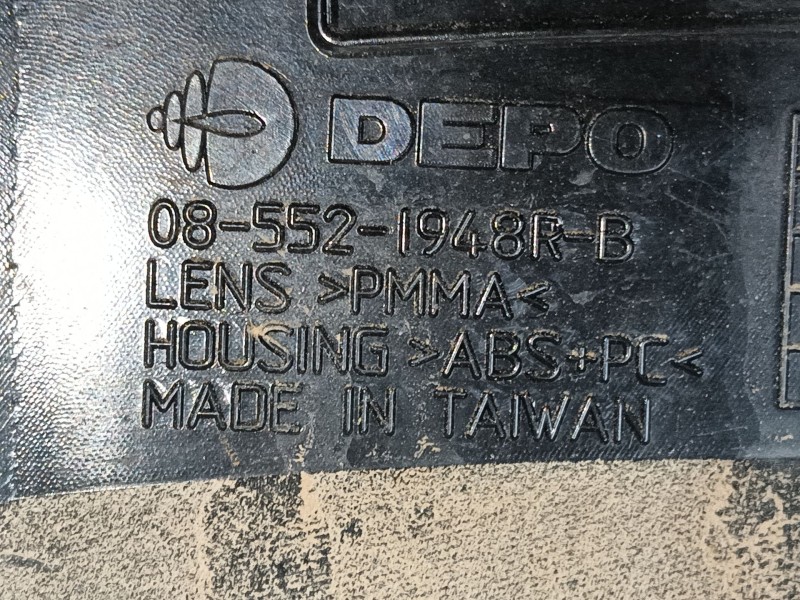 DEPO
08-552-1948R-B
LENS >PMMA<
HOUSING >ABS+PC<
MADE IN TAIWAN